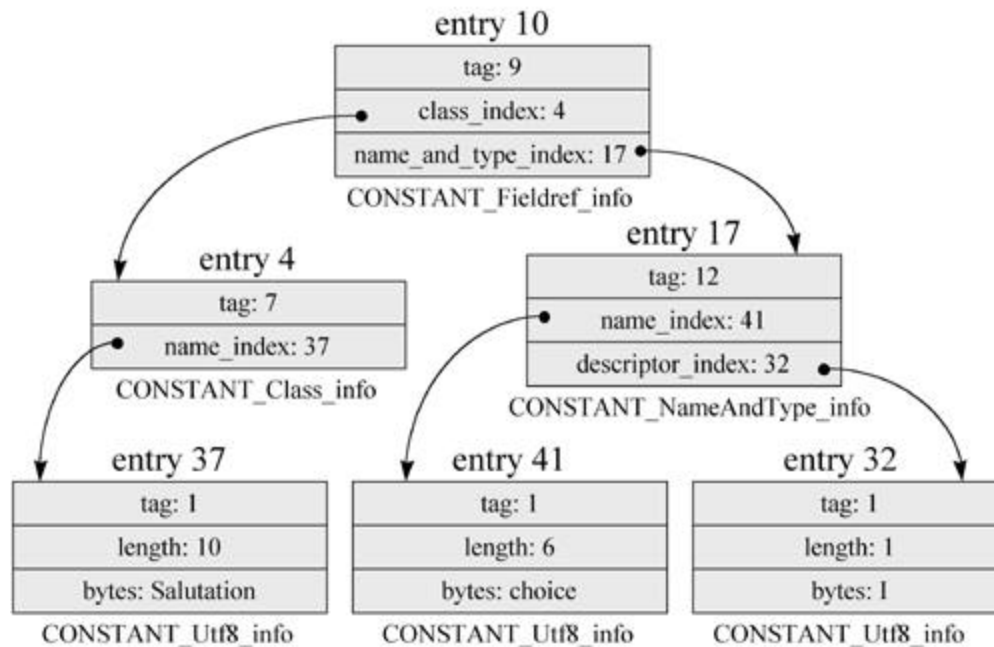 entry 10
tag: 9
class_index: 4
name_and_type_index: 17
CONSTANT_Fieldref_info
entry 4
tag: 7
name_index: 37
CONSTANT_Class_info
entry 17
tag: 12
name_index: 41
descriptor_index: 32
CONSTANT_NameAndType_info
entry 37
tag: 1
length: 10
bytes: Salutation
CONSTANT_Utf8_info
entry 41
tag: 1
length: 6
bytes: choice
CONSTANT_Utf8_info
entry 32
tag: 1
length: 1
bytes: I
CONSTANT_Utf8_info